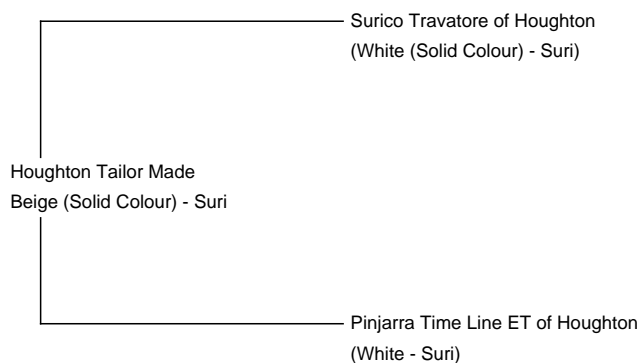 Surico Travatore of Houghton
(White (Solid Colour) - Suri)
Houghton Tailor Made
Beige (Solid Colour) - Suri
Pinjarra Time Line ET of Houghton
(White - Suri)